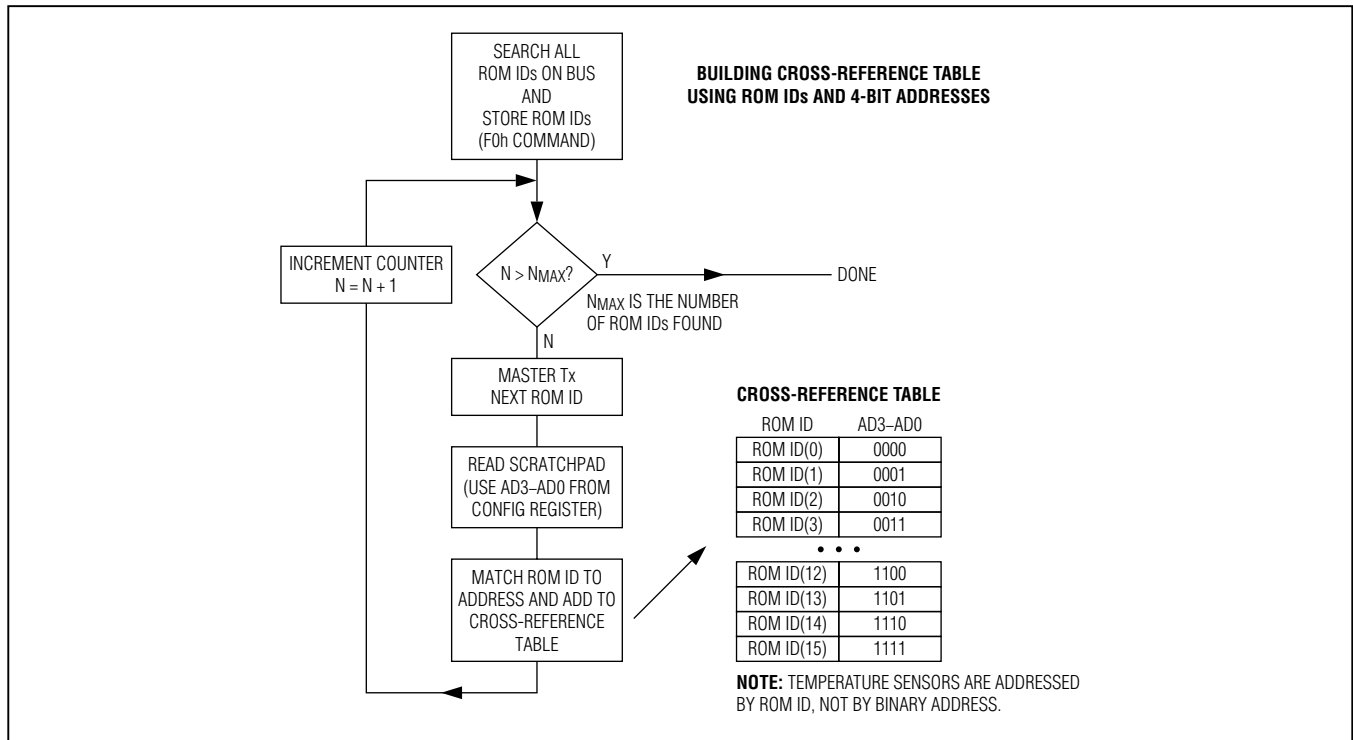 SEARCH ALL
ROM IDs ON BUS
AND
STORE ROM IDs
(F0h COMMAND)
BUILDING CROSS-REFERENCE TABLE
USING ROM IDs AND 4-BIT ADDRESSES
INCREMENT COUNTER
N = N + 1
N > NMAX?
Y
DONE
NMAX IS THE NUMBER
OF ROM IDs FOUND
N
MASTER Tx
NEXT ROM ID
READ SCRATCHPAD
(USE AD3–AD0 FROM
CONFIG REGISTER)
MATCH ROM ID TO
ADDRESS AND ADD TO
CROSS-REFERENCE
TABLE
CROSS-REFERENCE TABLE
ROM ID AD3–AD0
ROM ID(0) 0000
ROM ID(1) 0001
ROM ID(2) 0010
ROM ID(3) 0011
• • •
ROM ID(12) 1100
ROM ID(13) 1101
ROM ID(14) 1110
ROM ID(15) 1111
NOTE: TEMPERATURE SENSORS ARE ADDRESSED
BY ROM ID, NOT BY BINARY ADDRESS.